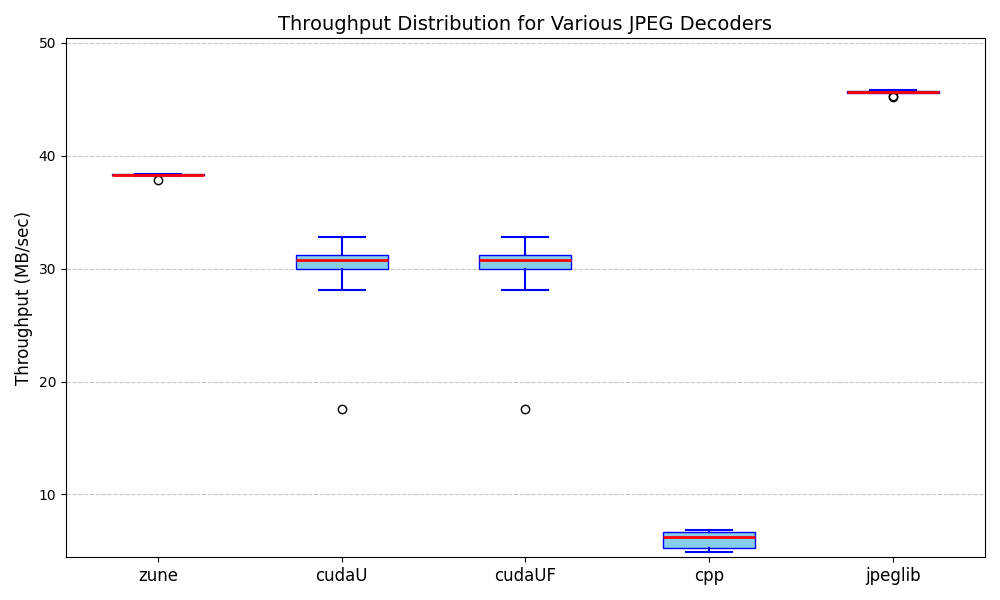 Throughput Distribution for Various JPEG Decoders
Throughput (MB/sec)
50
40
30
20
10
zune cudaU cudaUF cpp jpeglib